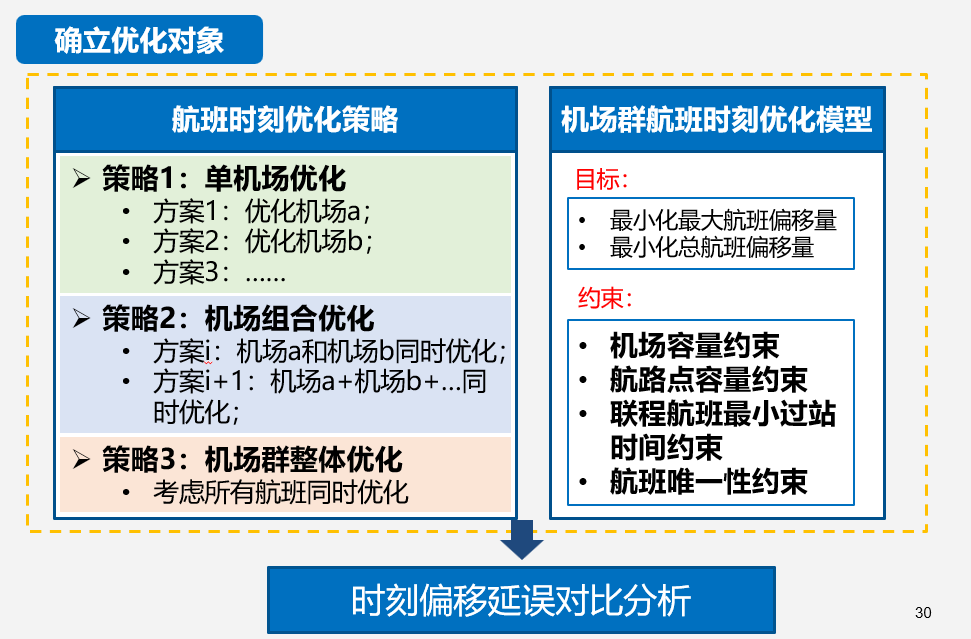 确立优化对象
航班时刻优化策略
➢ 策略1：单机场优化
• 方案1：优化机场a；
• 方案2：优化机场b；
• 方案3：……
➢ 策略2：机场组合优化
• 方案i：机场a和机场b同时优化；
• 方案i+1：机场a+机场b+…同
时优化；
➢ 策略3：机场群整体优化
• 考虑所有航班同时优化
机场群航班时刻优化模型
目标：
• 最小化最大航班偏移量
• 最小化总航班偏移量
约束：
• 机场容量约束
• 航路点容量约束
• 联程航班最小过站
时间约束
• 航班唯一性约束
时刻偏移延误对比分析
30